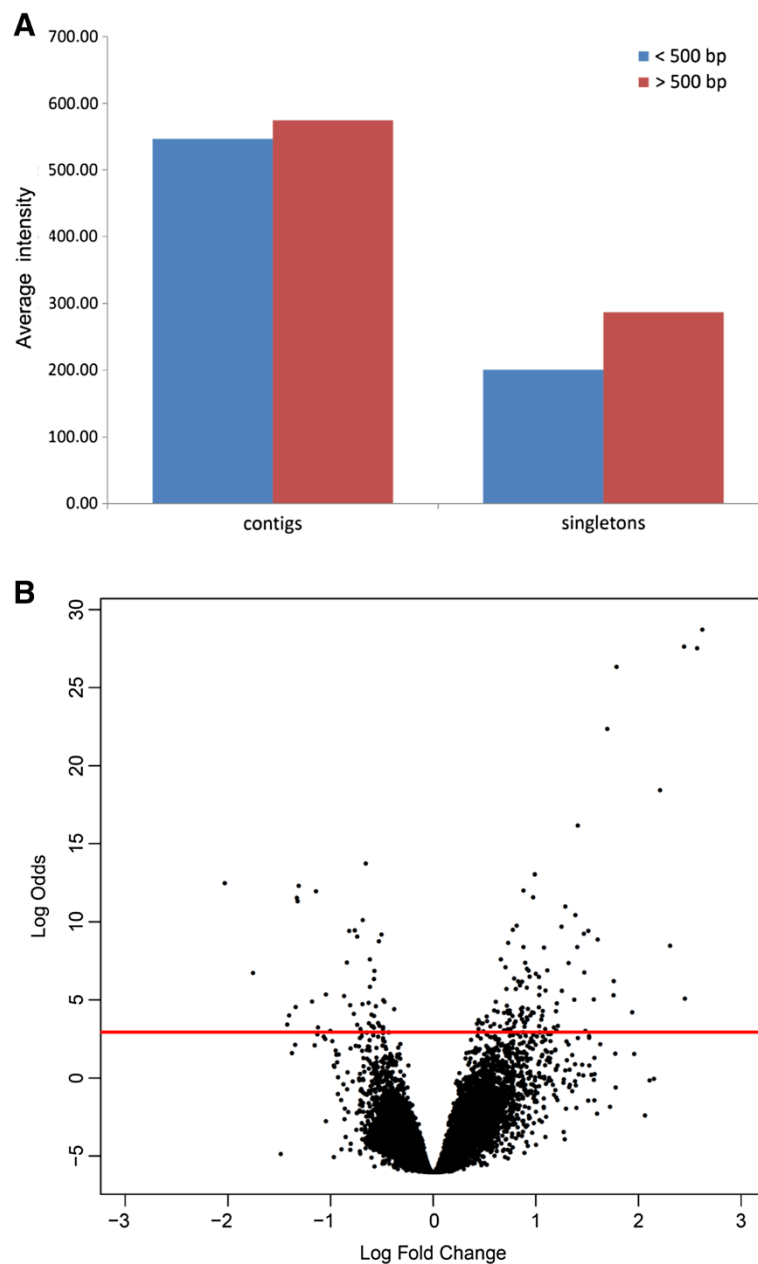 A
700.00
600.00
500.00
400.00
300.00
200.00
100.00
0.00
Average intensity
< 500 bp
> 500 bp
contigs
singletons
B
30
25
20
15
10
5
0
−5
Log Odds
−3
−2
−1
0
1
2
3
Log Fold Change